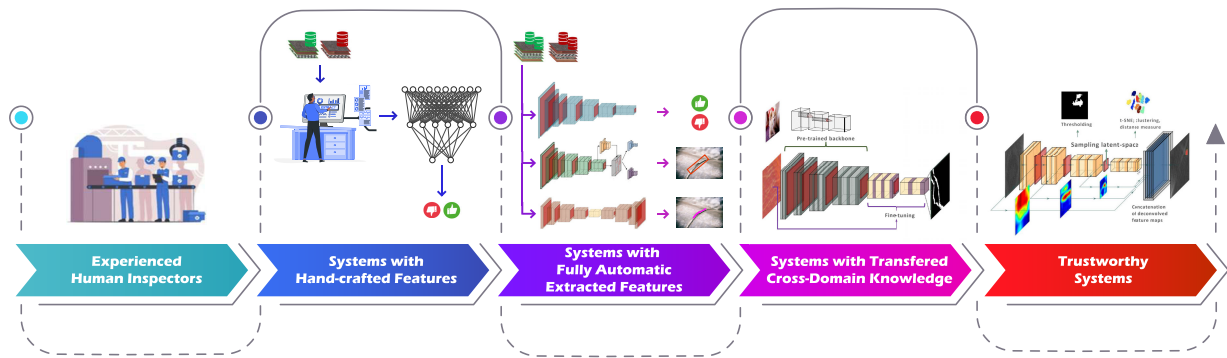 Pre-trained backbone
Fine-tuning
Thresholding
t-SNE, clustering,
distance measure
Sampling latent-space
Concatenation
of deconvolved
feature maps
Experienced
Human Inspectors
Systems with
Hand-crafted Features
Systems with
Fully Automatic
Extracted Features
Systems with Transfered
Cross-Domain Knowledge
Trustworthy
Systems